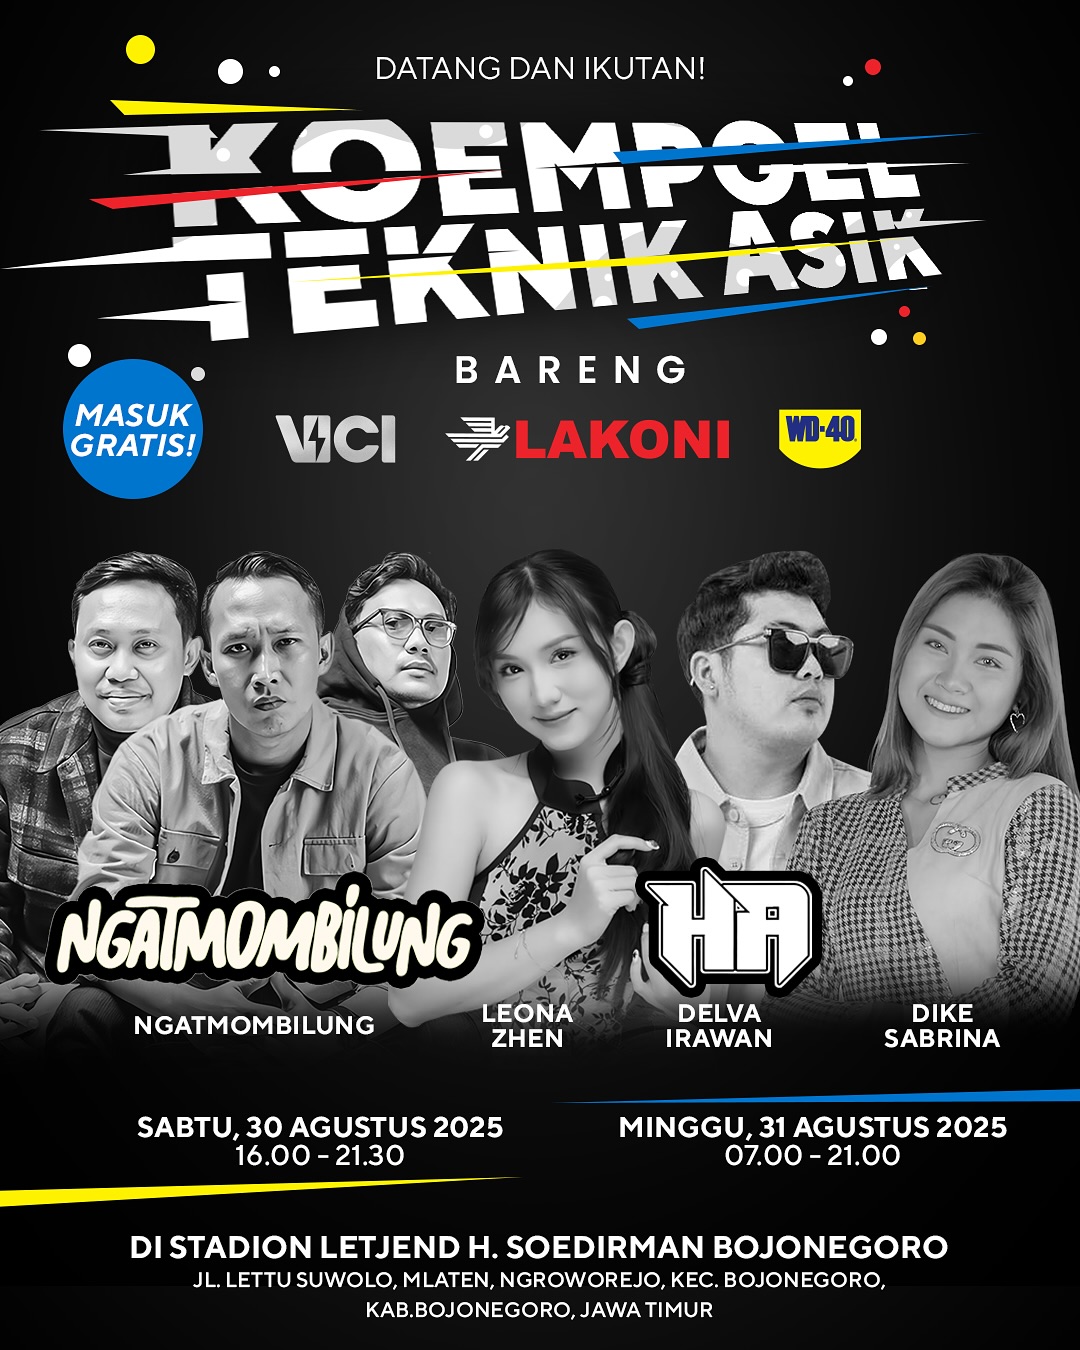 DATANG DAN IKUTAN!
KOEMPOEL
TEKNIK ASIK
BARENG
MASUK
GRATIS!
VICI
LAKONI
WD-40
NGATMOMBILUNG
HA
NGATMOMBILUNG
LEONA
ZHEN
DELVA
IRAWAN
DIKE
SABRINA
SABTU, 30 AGUSTUS 2025
16.00 - 21.30
MINGGU, 31 AGUSTUS 2025
07.00 - 21.00
DI STADION LETJEND H. SOEDIRMAN BOJONEGORO
JL. LETTU SUWOLO, MLATEN, NGROWOREJO, KEC. BOJONEGORO,
KAB.BOJONEGORO, JAWA TIMUR